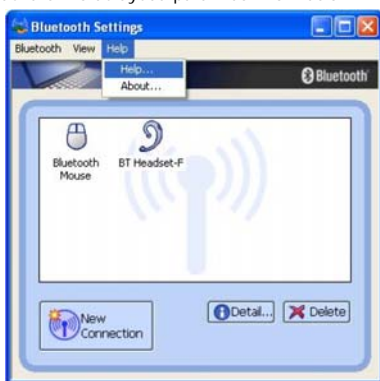 Bluetooth Settings
Bluetooth View Help
Help...
About...
Bluetooth
Bluetooth
Mouse
BT Headset-F
New
Connection
Detail...
Delete